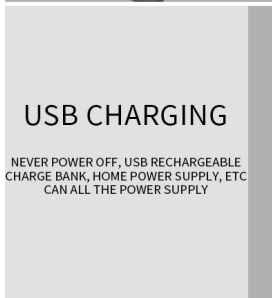 USB CHARGING
NEVER POWER OFF, USB RECHARGEABLE
CHARGE BANK, HOME POWER SUPPLY, ETC
CAN ALL THE POWER SUPPLY